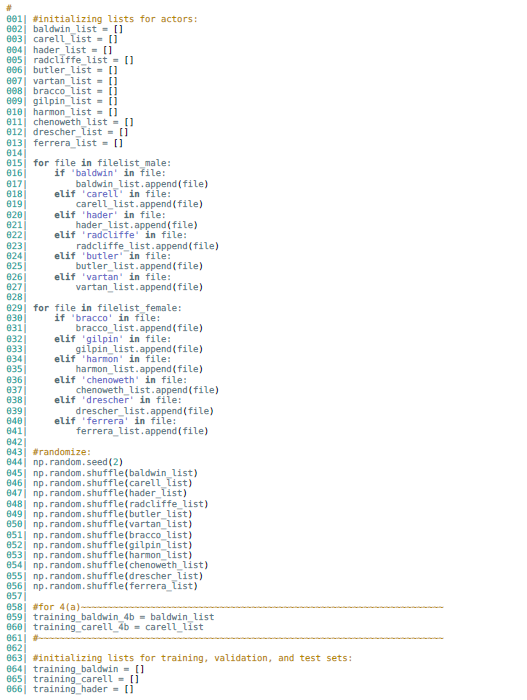 #
001| #initializing lists for actors:
002| baldwin_list = []
003| carell_list = []
004| hader_list = []
005| radcliffe_list = []
006| butler_list = []
007| vartan_list = []
008| bracco_list = []
009| gilpin_list = []
010| harmon_list = []
011| chenoweth_list = []
012| drescher_list = []
013| ferrera_list = []
014|
015| for file in filelist_male:
016|     if 'baldwin' in file:
017|         baldwin_list.append(file)
018|     elif 'carell' in file:
019|         carell_list.append(file)
020|     elif 'hader' in file:
021|         hader_list.append(file)
022|     elif 'radcliffe' in file:
023|         radcliffe_list.append(file)
024|     elif 'butler' in file:
025|         butler_list.append(file)
026|     elif 'vartan' in file:
027|         vartan_list.append(file)
028|
029| for file in filelist_female:
030|     if 'bracco' in file:
031|         bracco_list.append(file)
032|     elif 'gilpin' in file:
033|         gilpin_list.append(file)
034|     elif 'harmon' in file:
035|         harmon_list.append(file)
036|     elif 'chenoweth' in file:
037|         chenoweth_list.append(file)
038|     elif 'drescher' in file:
039|         drescher_list.append(file)
040|     elif 'ferrera' in file:
041|         ferrera_list.append(file)
042|
043| #randomize:
044| np.random.seed(2)
045| np.random.shuffle(baldwin_list)
046| np.random.shuffle(carell_list)
047| np.random.shuffle(hader_list)
048| np.random.shuffle(radcliffe_list)
049| np.random.shuffle(butler_list)
050| np.random.shuffle(vartan_list)
051| np.random.shuffle(bracco_list)
052| np.random.shuffle(gilpin_list)
053| np.random.shuffle(harmon_list)
054| np.random.shuffle(chenoweth_list)
055| np.random.shuffle(drescher_list)
056| np.random.shuffle(ferrera_list)
057|
058| #for 4(a)~~~~~~~~~~~~~~~~~~~~~~~~~~~~~~~~~~~~~~~~~~~~~~~~~~~~~~~~~~~~~~~~~~~~
059| training_baldwin_4b = baldwin_list
060| training_carell_4b = carell_list
061| #~~~~~~~~~~~~~~~~~~~~~~~~~~~~~~~~~~~~~~~~~~~~~~~~~~~~~~~~~~~~~~~~~~~~~~~~~~~~
062|
063| #initializing lists for training, validation, and test sets:
064| training_baldwin = []
065| training_carell = []
066| training_hader = []